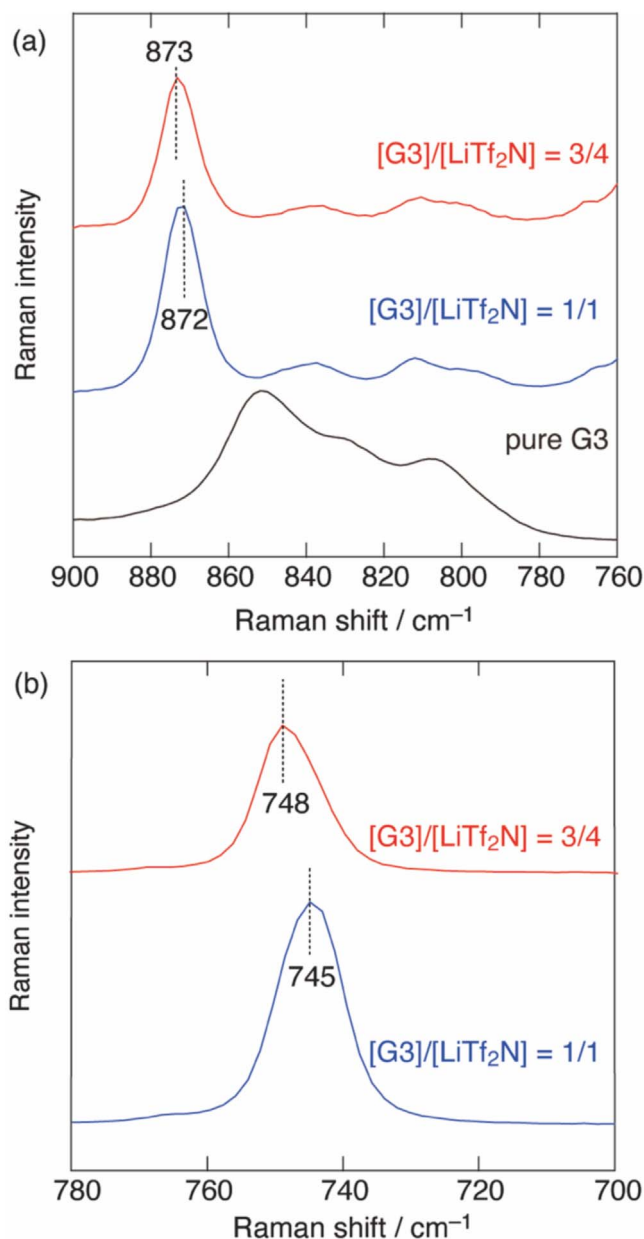 (a)
873
[G3]/[LiTf₂N] = 3/4
872
[G3]/[LiTf₂N] = 1/1
pure G3
Raman intensity
900 880 860 840 820 800 780 760
Raman shift / cm⁻¹
(b)
748
[G3]/[LiTf₂N] = 3/4
745
[G3]/[LiTf₂N] = 1/1
Raman intensity
780 760 740 720 700
Raman shift / cm⁻¹